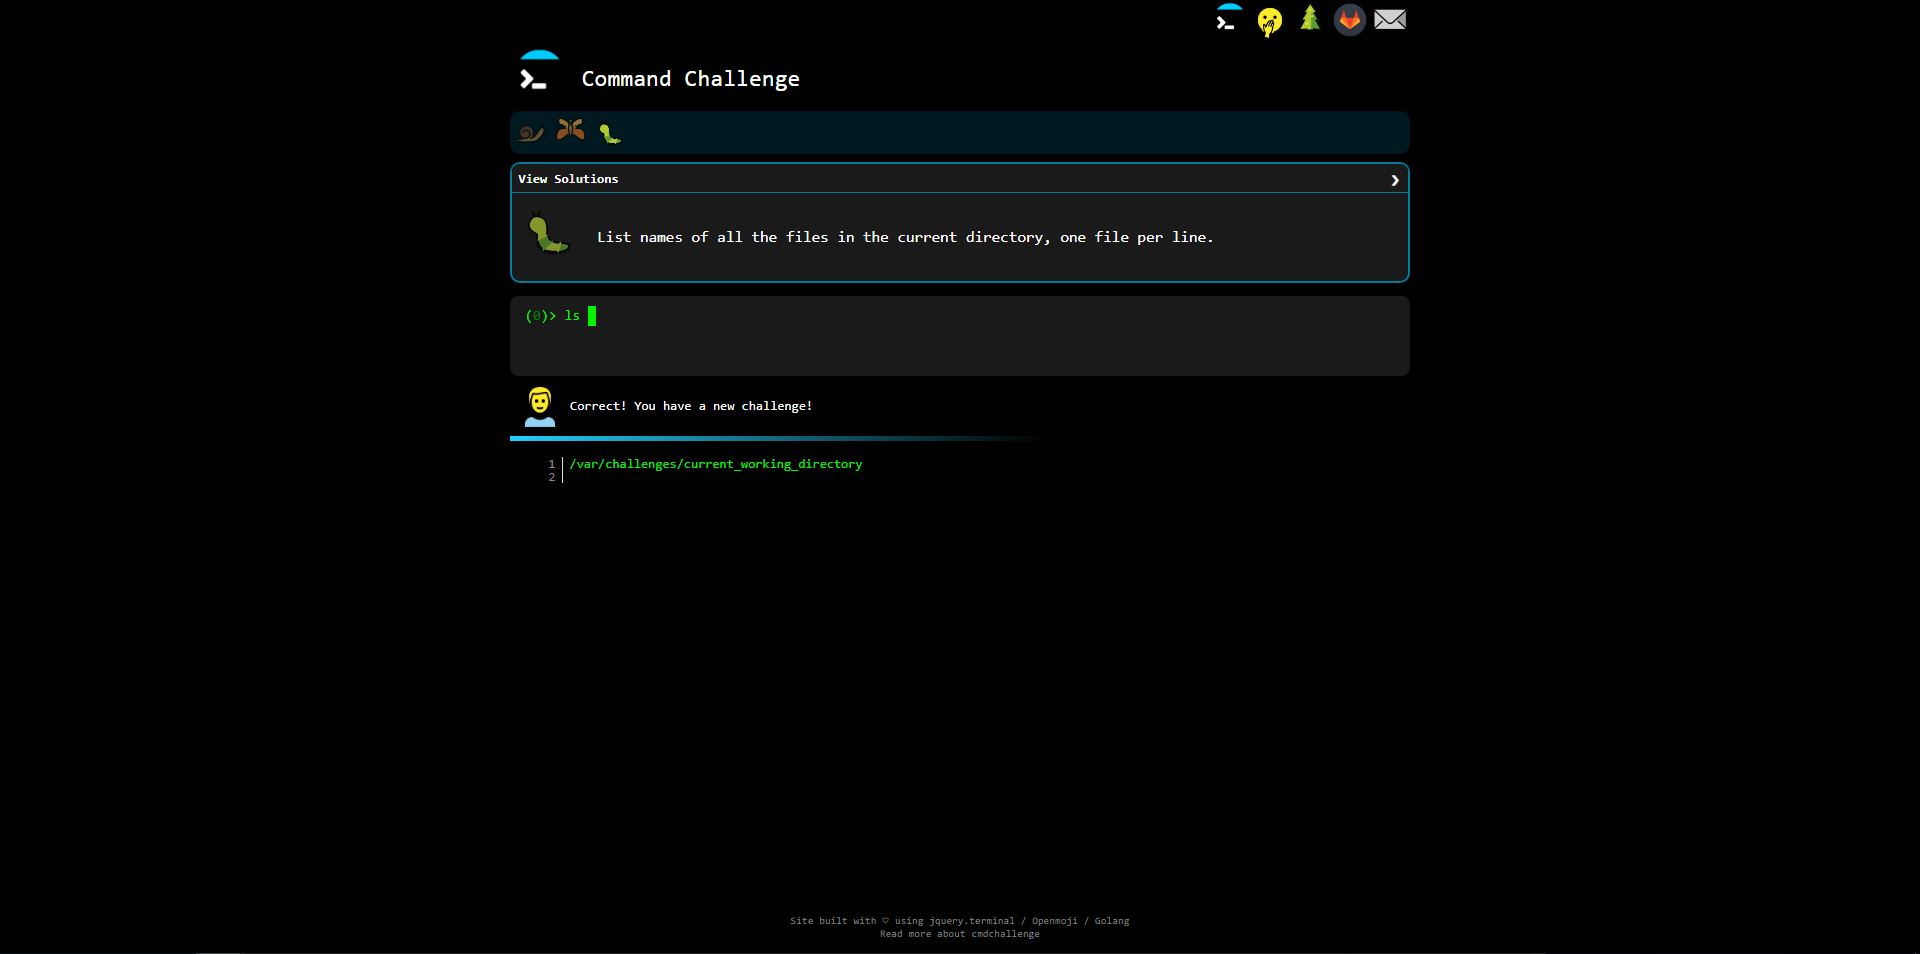 Command Challenge
View Solutions ❯
List names of all the files in the current directory, one file per line.
(0)> ls
Correct! You have a new challenge!
1 /var/challenges/current_working_directory
2
Site built with ♡ using jquery.terminal / Openmoji / Golang
Read more about cmdchallenge